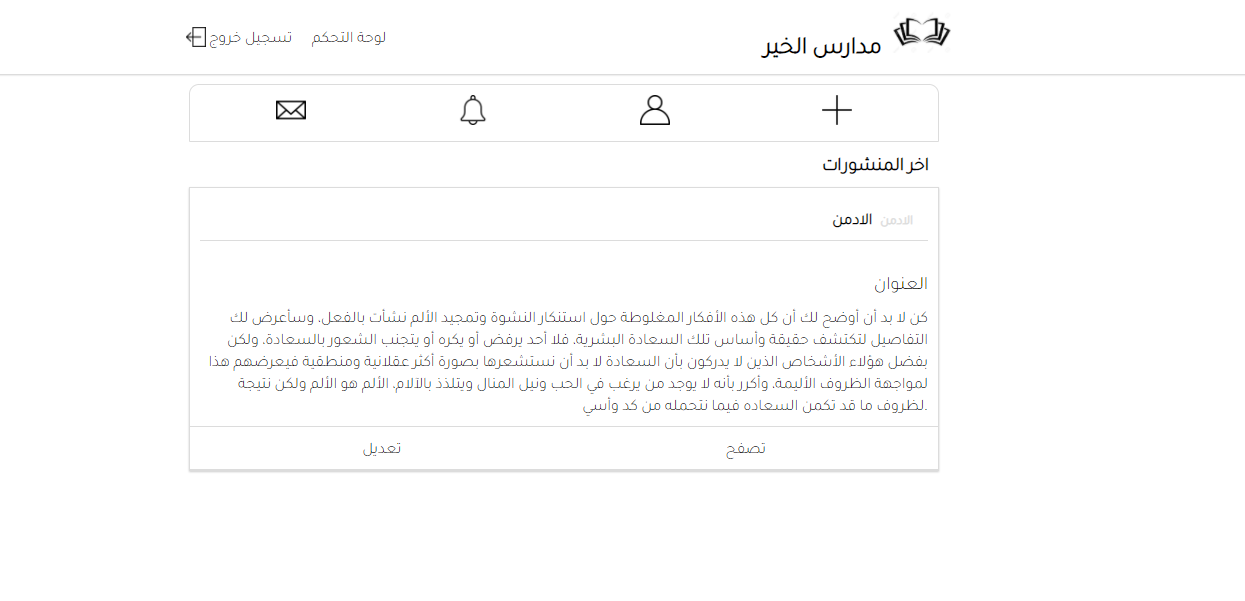 مدارس الخير
لوحة التحكم
تسجيل خروج
اخر المنشورات
الادمن الادمن
العنوان
كن لا بد أن أوضح لك أن كل هذه الأفكار المغلوطة حول استنكار النشوة وتمجيد الألم نشأت بالفعل، وسأعرض لك
التفاصيل لتكتشف حقيقة وأساس تلك السعادة البشرية، فلا أحد يرفض أو يكره أو يتجنب الشعور بالسعادة، ولكن
بفضل هؤلاء الأشخاص الذين لا يدركون بأن السعادة لا بد أن نستشعرها بصورة أكثر عقلانية ومنطقية فيعرضهم هذا
لمواجهة الظروف الأليمة، وأكرر بأنه لا يوجد من يرغب في الحب ونيل المنال ويتلذذ بالآلام، الألم هو الألم ولكن نتيجة
.لظروف ما قد تكمن السعاده فيما نتحمله من كد وأسي
تصفح
تعديل